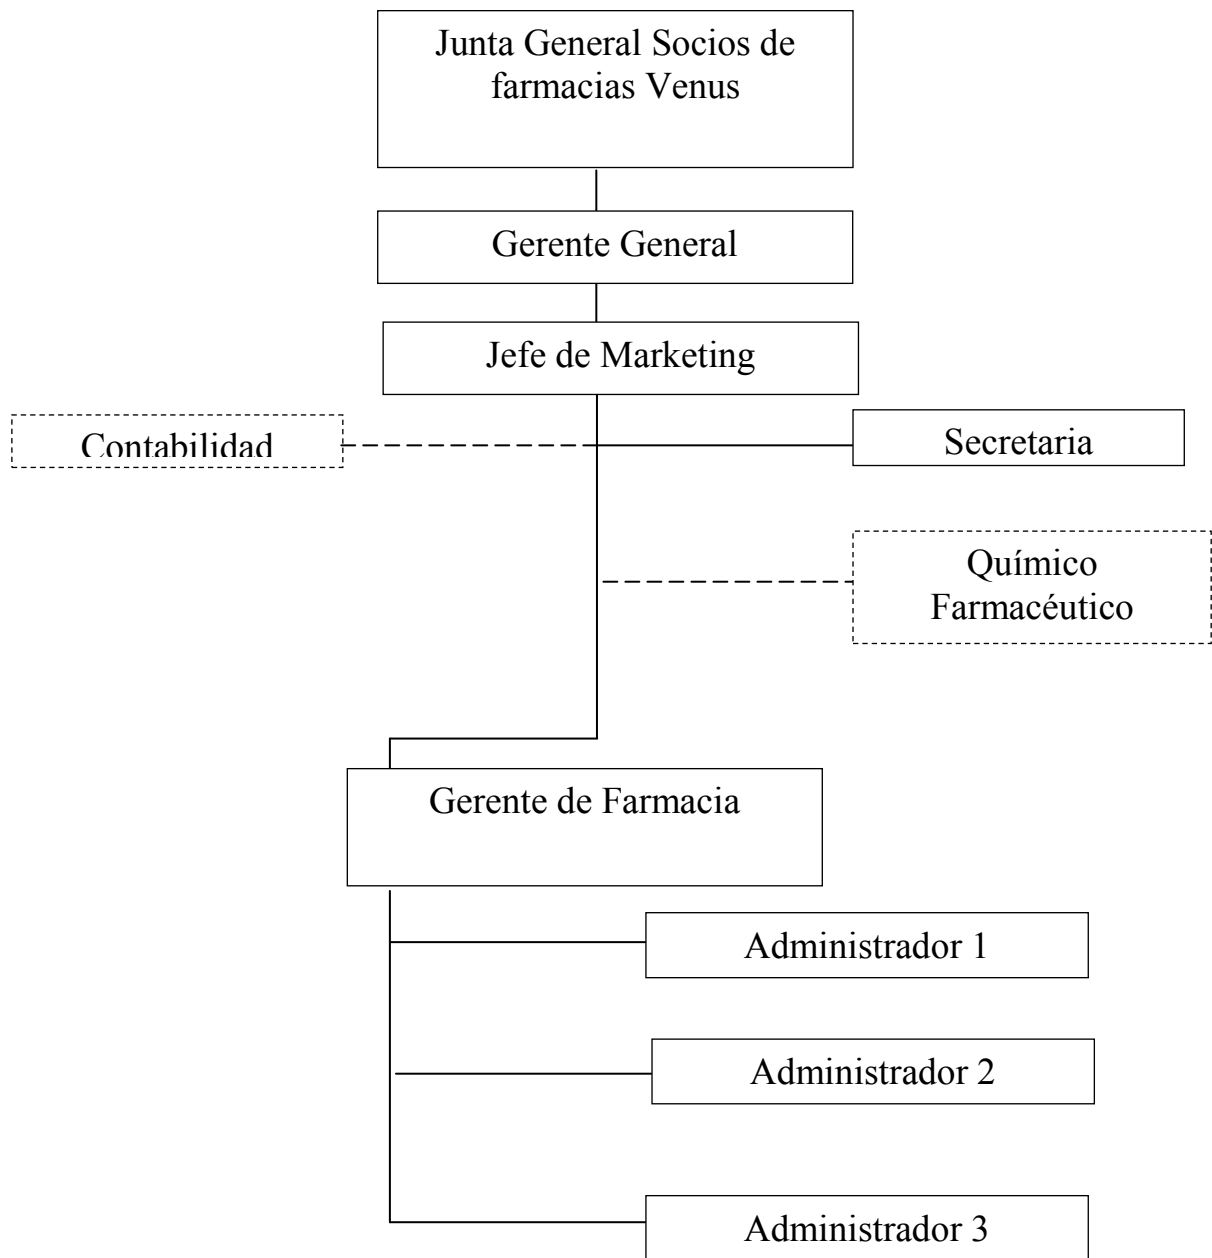 Junta General Socios de
farmacias Venus
Gerente General
Jefe de Marketing
Contabilidad
Secretaria
Químico
Farmacéutico
Gerente de Farmacia
Administrador 1
Administrador 2
Administrador 3